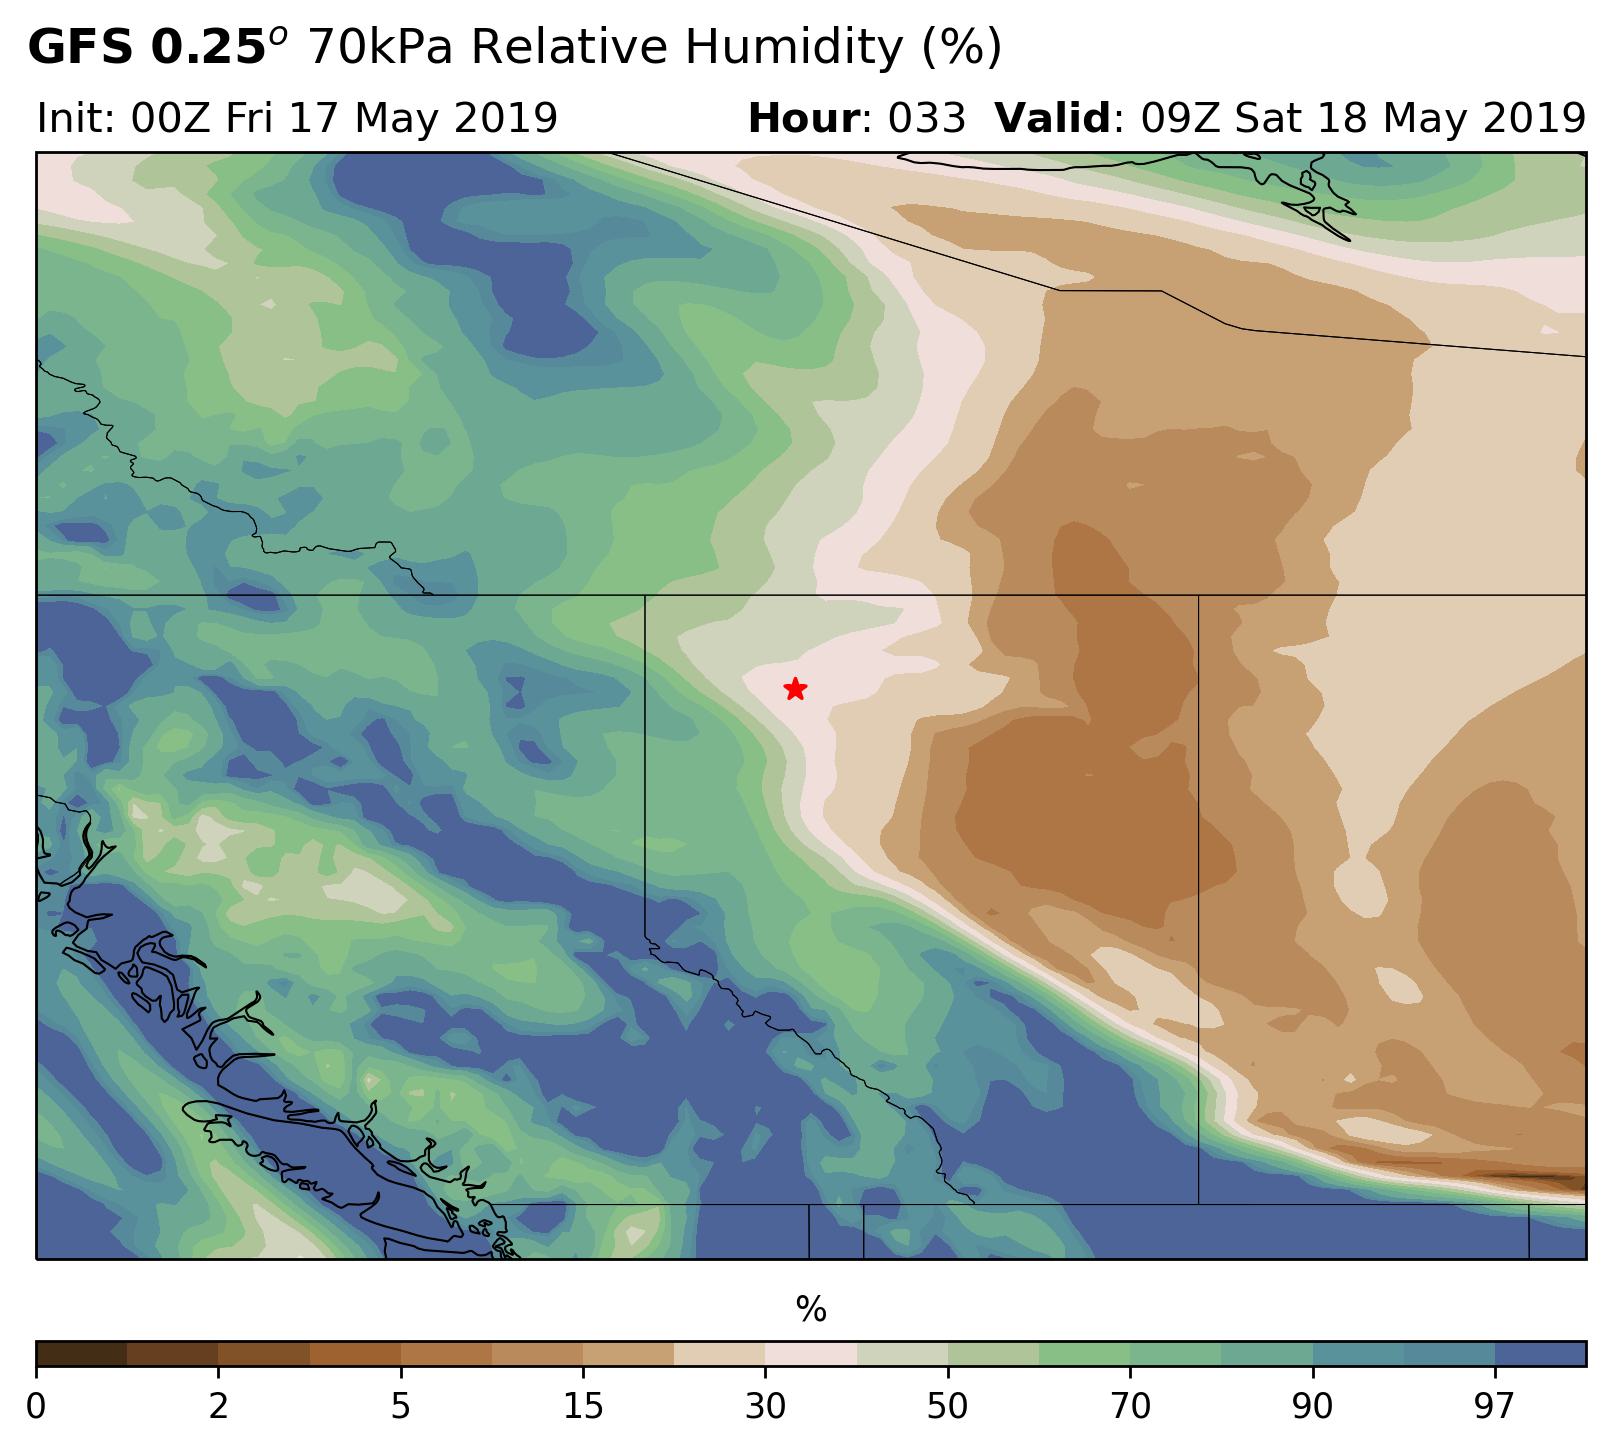 GFS 0.25° 70kPa Relative Humidity (%)
Init: 00Z Fri 17 May 2019 Hour: 033 Valid: 09Z Sat 18 May 2019
%
0 2 5 15 30 50 70 90 97